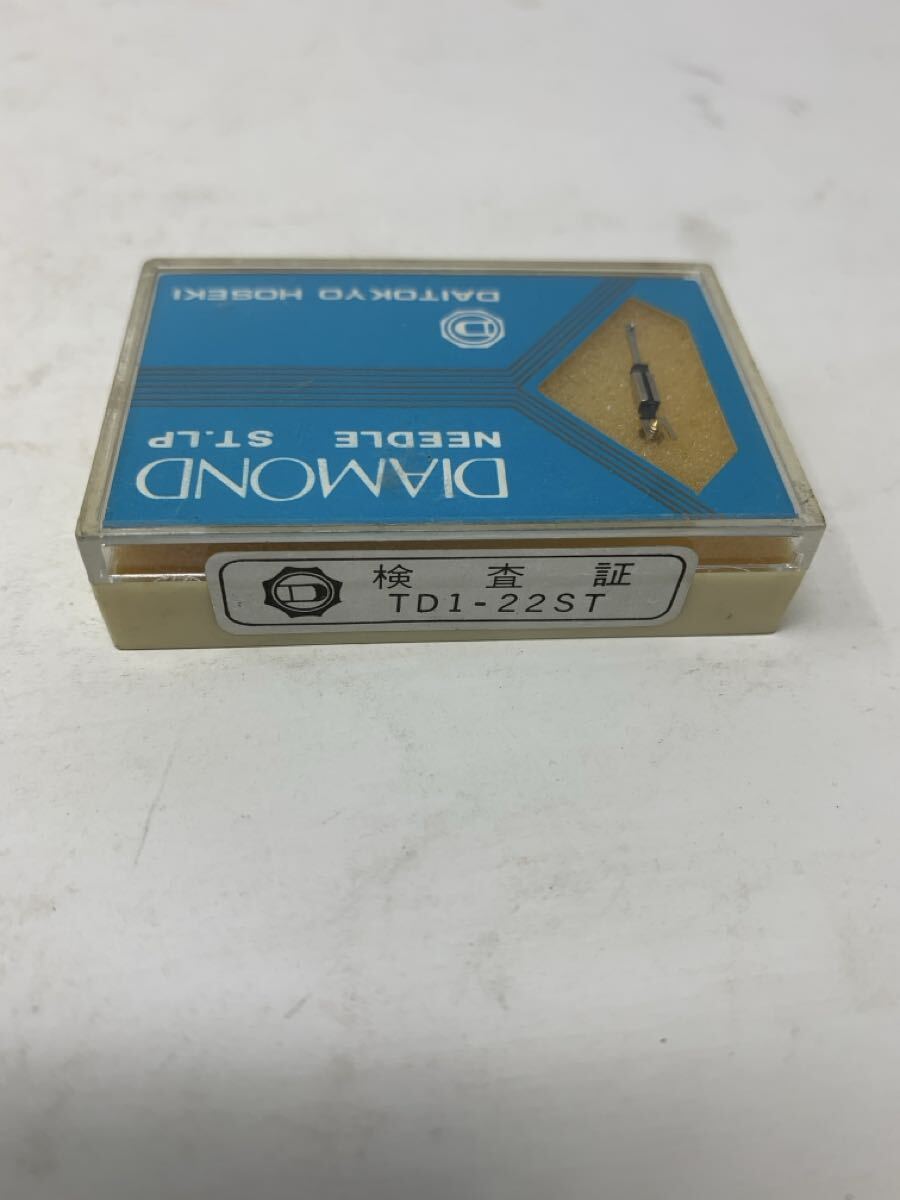 DIAMOND
NEEDLE ST.LP
D
DAITOKYO HOSEKI
D 検査証
TD1-22ST